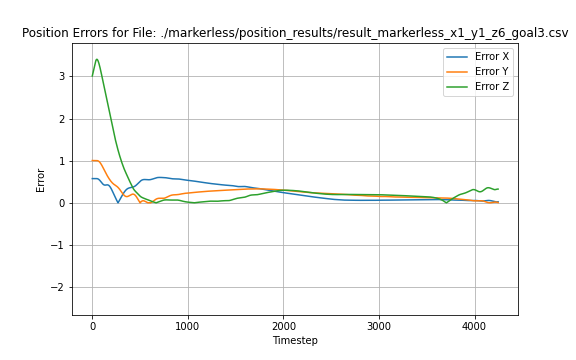 Position Errors for File: ./markerless/position_results/result_markerless_x1_y1_z6_goal3.csv
Error X
Error Y
Error Z
3
2
1
0
−1
−2
Error
0 1000 2000 3000 4000
Timestep